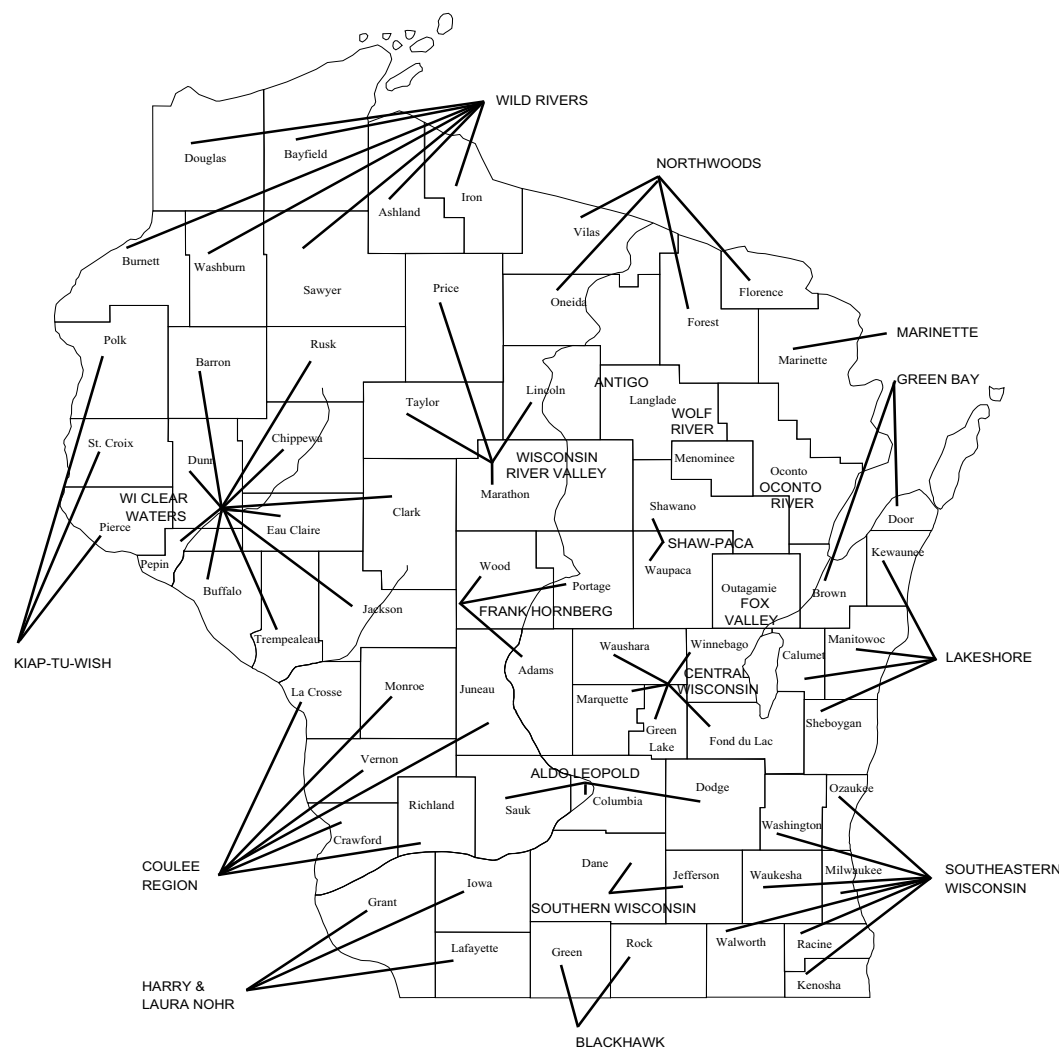 WILD RIVERS
Douglas
Bayfield
NORTHWOODS
Ashland
Iron
Vilas
Burnett
Washburn
Sawyer
Price
Oneida
Florence
Forest
MARINETTE
Polk
Barron
Rusk
Marinette
GREEN BAY
ANTIGO
Taylor
Lincoln
Langlade
WOLF
RIVER
St. Croix
Chippewa
Dunn
WISCONSIN
RIVER VALLEY
Menominee
Oconto
OCONTO
RIVER
Marathon
WI CLEAR
WATERS
Clark
Shawano
Door
Pierce
Eau Claire
SHAW-PACA
Kewaunee
Pepin
Waupaca
Buffalo
Wood
Portage
Outagamie
Brown
Jackson
FRANK HORNBERG
FOX
VALLEY
Trempealeau
Manitowoc
Waushara
Winnebago
Calumet
KIAP-TU-WISH
LAKESHORE
Adams
CENTRAL
WISCONSIN
La Crosse
Monroe
Juneau
Marquette
Green
Lake
Fond du Lac
Sheboygan
Vernon
ALDO LEOPOLD
Richland
Sauk
Columbia
Dodge
Ozaukee
Crawford
Washington
COULEE
REGION
Dane
Jefferson
Waukesha
Milwaukee
SOUTHEASTERN
WISCONSIN
Iowa
Grant
SOUTHERN WISCONSIN
Lafayette
Green
Rock
Walworth
Racine
HARRY &
LAURA NOHR
Kenosha
BLACKHAWK